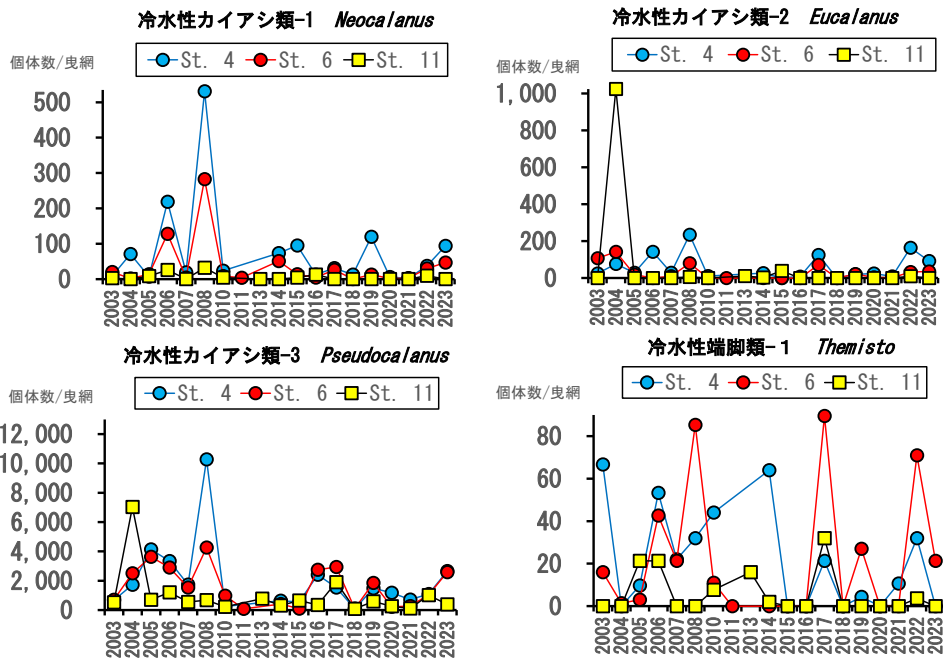 冷水性カイアシ類-1 Neocalanus
個体数/曳網
St. 4 St. 6 St. 11
500
400
300
200
100
0
2003 2004 2005 2006 2007 2008 2010 2011 2013 2014 2015 2016 2017 2018 2019 2020 2021 2022 2023
冷水性カイアシ類-2 Eucalanus
個体数/曳網
St. 4 St. 6 St. 11
1,000
800
600
400
200
0
2003 2004 2005 2006 2007 2008 2010 2011 2013 2014 2015 2016 2017 2018 2019 2020 2021 2022 2023
冷水性カイアシ類-3 Pseudocalanus
個体数/曳網
St. 4 St. 6 St. 11
12,000
10,000
8,000
6,000
4,000
2,000
0
2003 2004 2005 2006 2007 2008 2010 2011 2013 2014 2015 2016 2017 2018 2019 2020 2021 2022 2023
冷水性端脚類-1 Themisto
個体数/曳網
St. 4 St. 6 St. 11
80
60
40
20
0
2003 2004 2005 2006 2007 2008 2010 2011 2013 2014 2015 2016 2017 2018 2019 2020 2021 2022 2023